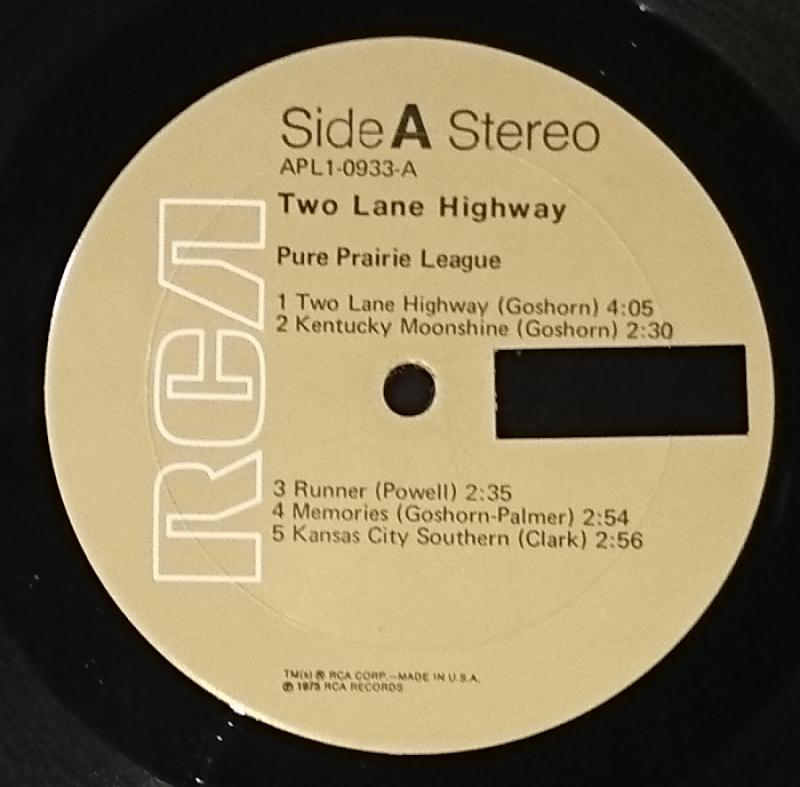 Side A Stereo
APL1-0933-A
Two Lane Highway
Pure Prairie League
1 Two Lane Highway (Goshorn) 4:05
2 Kentucky Moonshine (Goshorn) 2:30
RCA
3 Runner (Powell) 2:35
4 Memories (Goshorn-Palmer) 2:54
5 Kansas City Southern (Clark) 2:56
TM(s) ® RCA CORP.—MADE IN U.S.A.
℗ 1975 RCA RECORDS